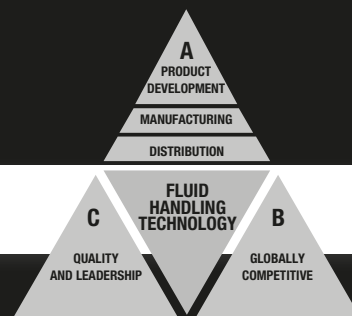 A
PRODUCT
DEVELOPMENT
MANUFACTURING
DISTRIBUTION
FLUID
HANDLING
TECHNOLOGY
C
QUALITY
AND LEADERSHIP
B
GLOBALLY
COMPETITIVE